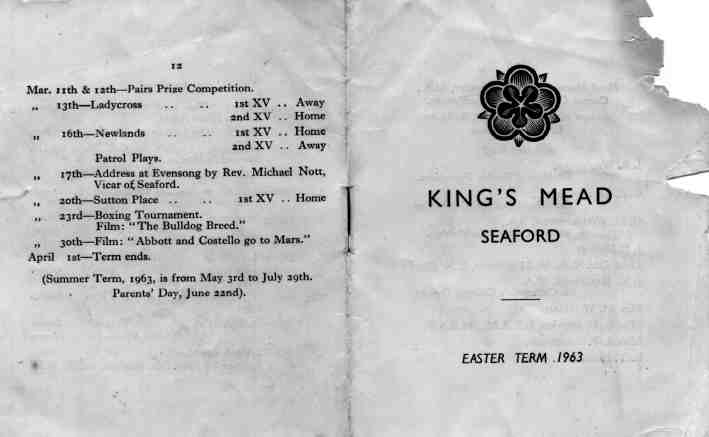 12
Mar. 11th & 12th—Pairs Prize Competition.
„ 13th—Ladycross .. .. 1st XV .. Away
2nd XV .. Home
„ 16th—Newlands .. .. 1st XV .. Home
2nd XV .. Away
Patrol Plays.
„ 17th—Address at Evensong by Rev. Michael Nott,
Vicar of Seaford.
„ 20th—Sutton Place .. .. 1st XV .. Home
„ 23rd—Boxing Tournament.
Film: "The Bulldog Breed."
„ 30th—Film: "Abbott and Costello go to Mars."
April 1st—Term ends.
(Summer Term, 1963, is from May 3rd to July 29th.
Parents' Day, June 22nd).
KING'S MEAD
SEAFORD
EASTER TERM 1963